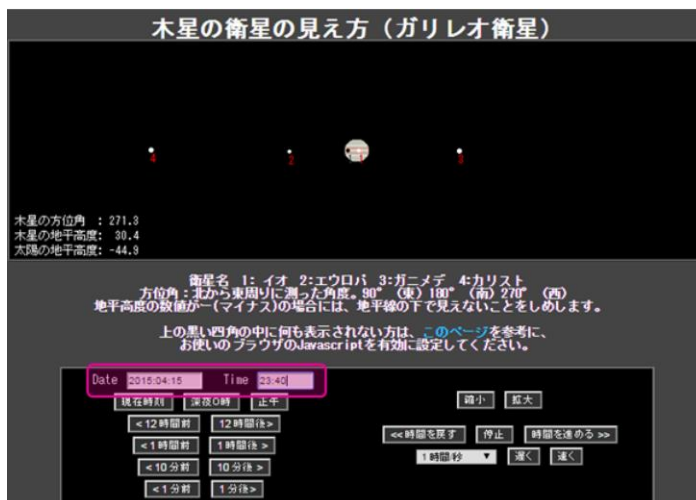 木星の衛星の見え方（ガリレオ衛星）
4
2
1
3
木星の方位角 : 271.3
木星の地平高度: 30.4
太陽の地平高度: -44.9
衛星名 1: イオ 2:エウロパ 3:ガニメデ 4:カリスト
方位角：北から東周りに測った角度。90°（東）180°（南）270°（西）
地平高度の数値がー(マイナス)の場合には、地平線の下で見えないことをしめします。
上の黒い四角の中に何も表示されない方は、このページを参考に、
お使いのブラウザのJavascriptを有効に設定してください。
Date 2015:04:15 Time 23:40
現在時刻 深夜0時 正午 縮小 拡大
<12時間前 12時間後>
<<時間を戻す 停止 時間を進める >>
<1時間前 1時間後 >
1時間/秒 ▼ 遅く 速く
<10分前 10分後 >
<1分前 1分後>